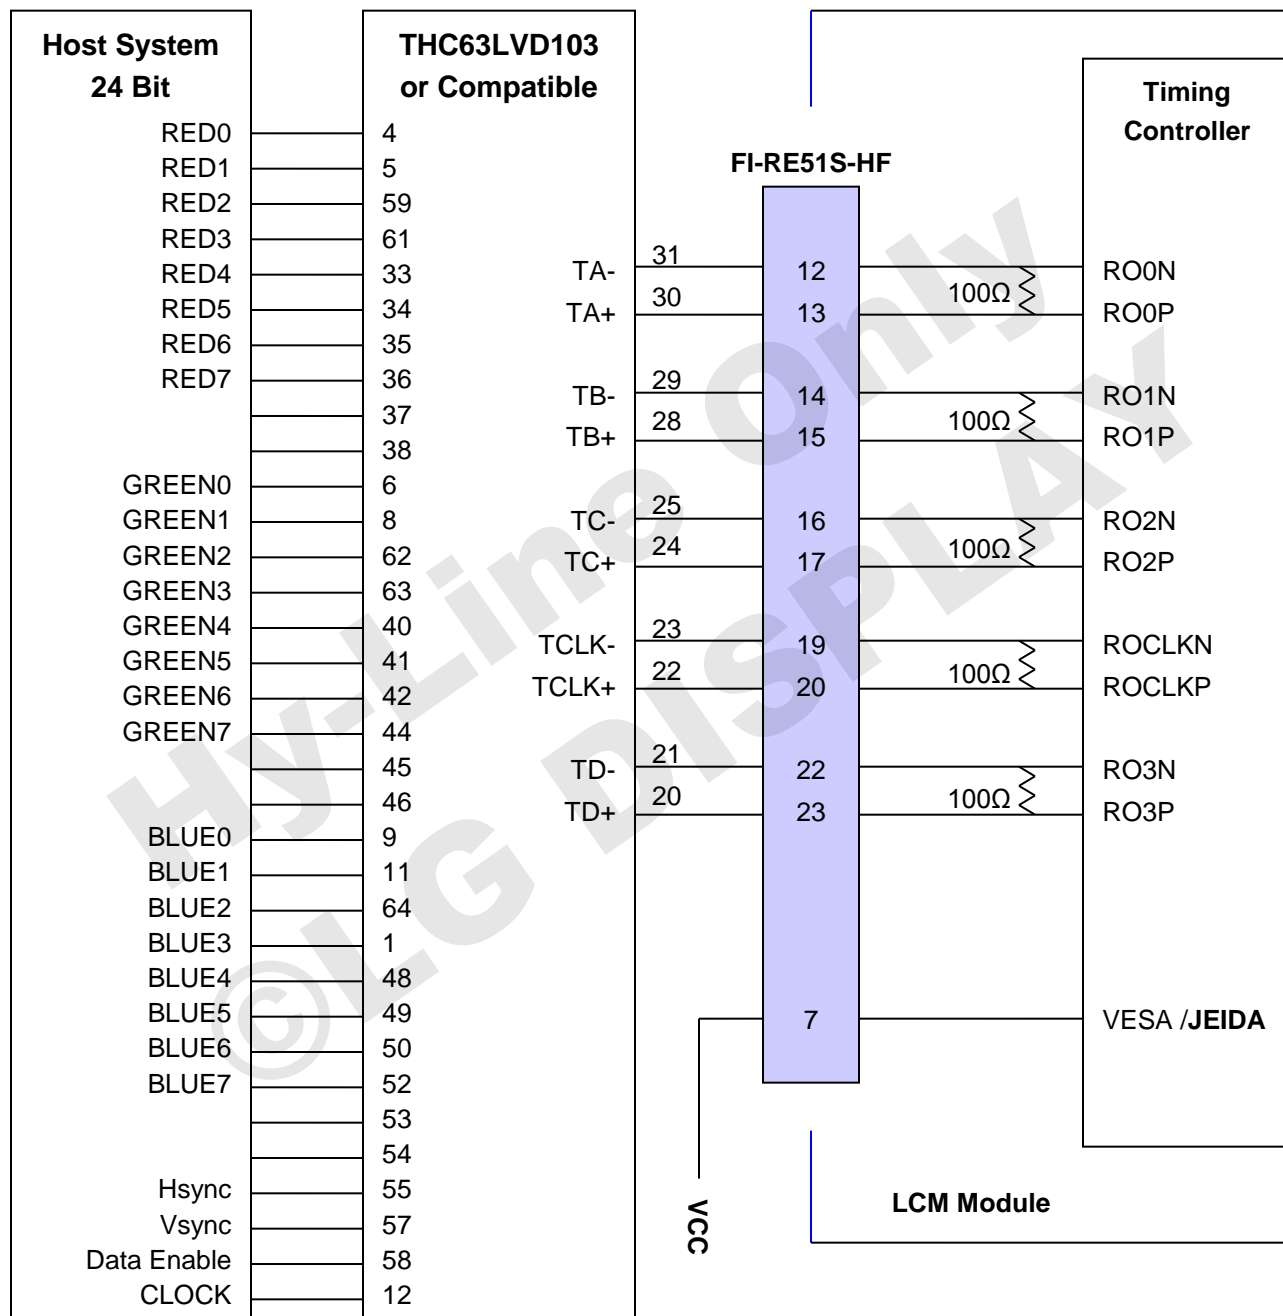 Host System
24 Bit
RED0
RED1
RED2
RED3
RED4
RED5
RED6
RED7
GREEN0
GREEN1
GREEN2
GREEN3
GREEN4
GREEN5
GREEN6
GREEN7
BLUE0
BLUE1
BLUE2
BLUE3
BLUE4
BLUE5
BLUE6
BLUE7
Hsync
Vsync
Data Enable
CLOCK
THC63LVD103
or Compatible
4
5
59
61
33
34
35
36
37
38
6
8
62
63
40
41
42
44
45
46
9
11
64
1
48
49
50
52
53
54
55
57
58
12
TA-
TA+
TB-
TB+
TC-
TC+
TCLK-
TCLK+
TD-
TD+
31
30
29
28
25
24
23
22
21
20
FI-RE51S-HF
12
13
14
15
16
17
19
20
22
23
7
VCC
100Ω
100Ω
100Ω
100Ω
100Ω
Timing
Controller
RO0N
RO0P
RO1N
RO1P
RO2N
RO2P
ROCLKN
ROCLKP
RO3N
RO3P
VESA /JEIDA
LCM Module
Hy-Line Only
©LG DISPLAY